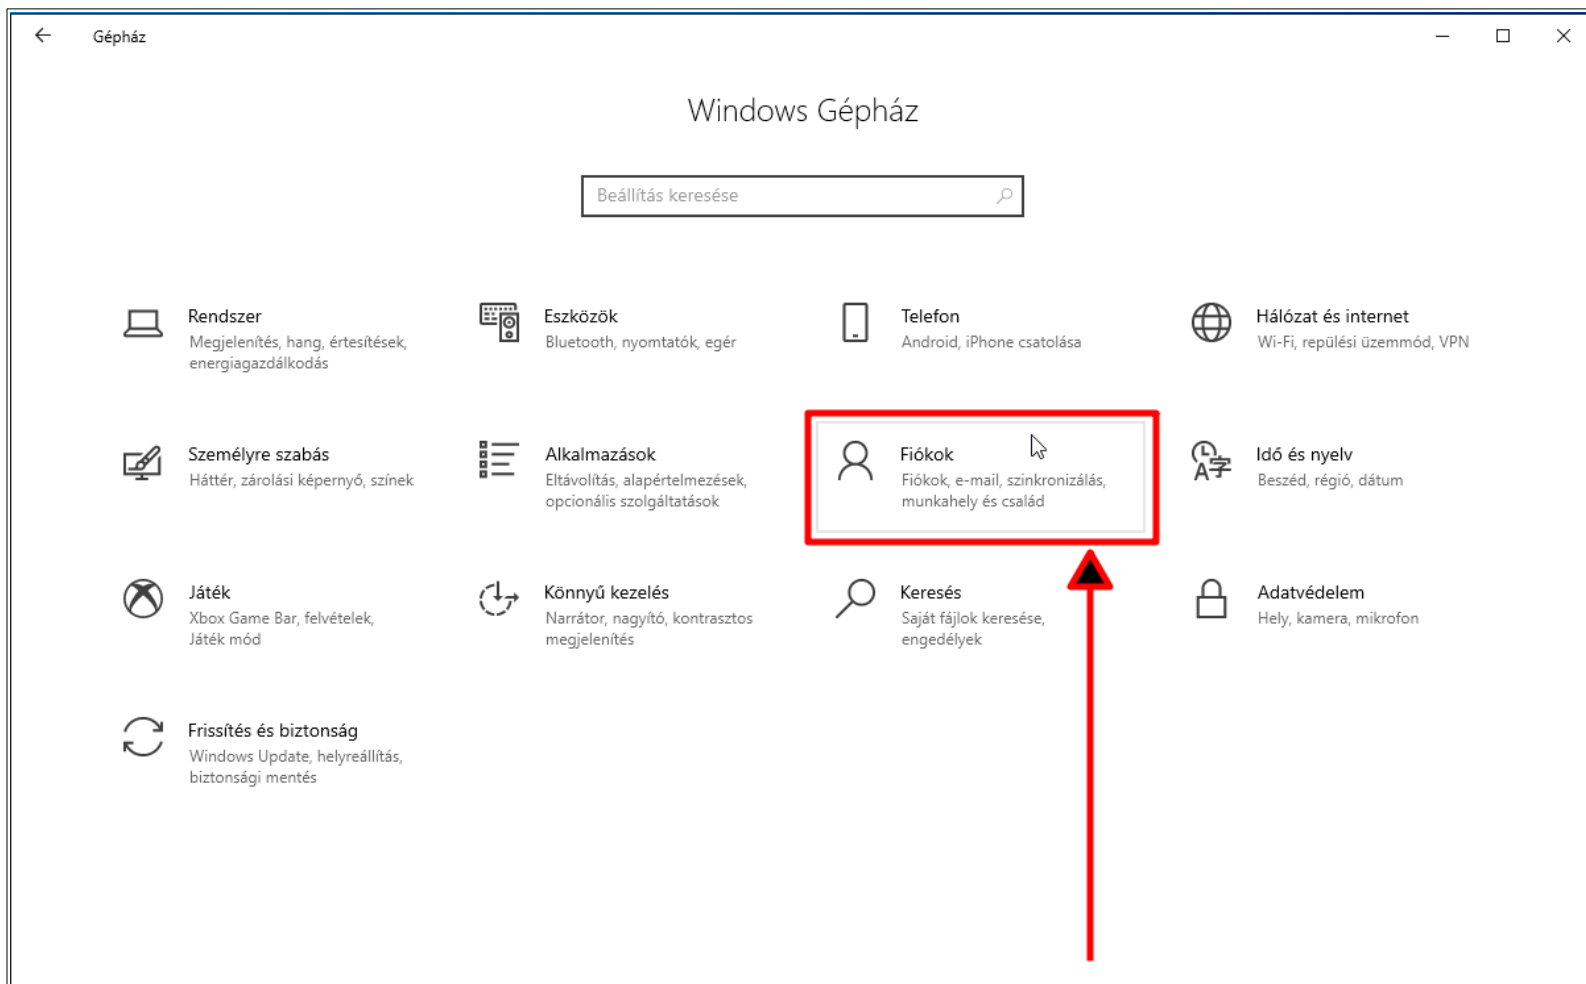 Gépház
Windows Gépház
Beállítás keresése
Rendszer
Megjelenítés, hang, értesítések,
energiagazdálkodás
Eszközök
Bluetooth, nyomtatók, egér
Telefon
Android, iPhone csatolása
Hálózat és internet
Wi-Fi, repülési üzemmód, VPN
Személyre szabás
Háttér, zárolási képernyő, színek
Alkalmazások
Eltávolítás, alapértelmezések,
opcionális szolgáltatások
Fiókok
Fiókok, e-mail, szinkronizálás,
munkahely és család
Idő és nyelv
Beszéd, régió, dátum
Játék
Xbox Game Bar, felvételek,
Játék mód
Könnyű kezelés
Narrátor, nagyító, kontrasztos
megjelenítés
Keresés
Saját fájlok keresése,
engedélyek
Adatvédelem
Hely, kamera, mikrofon
Frissítés és biztonság
Windows Update, helyreállítás,
biztonsági mentés